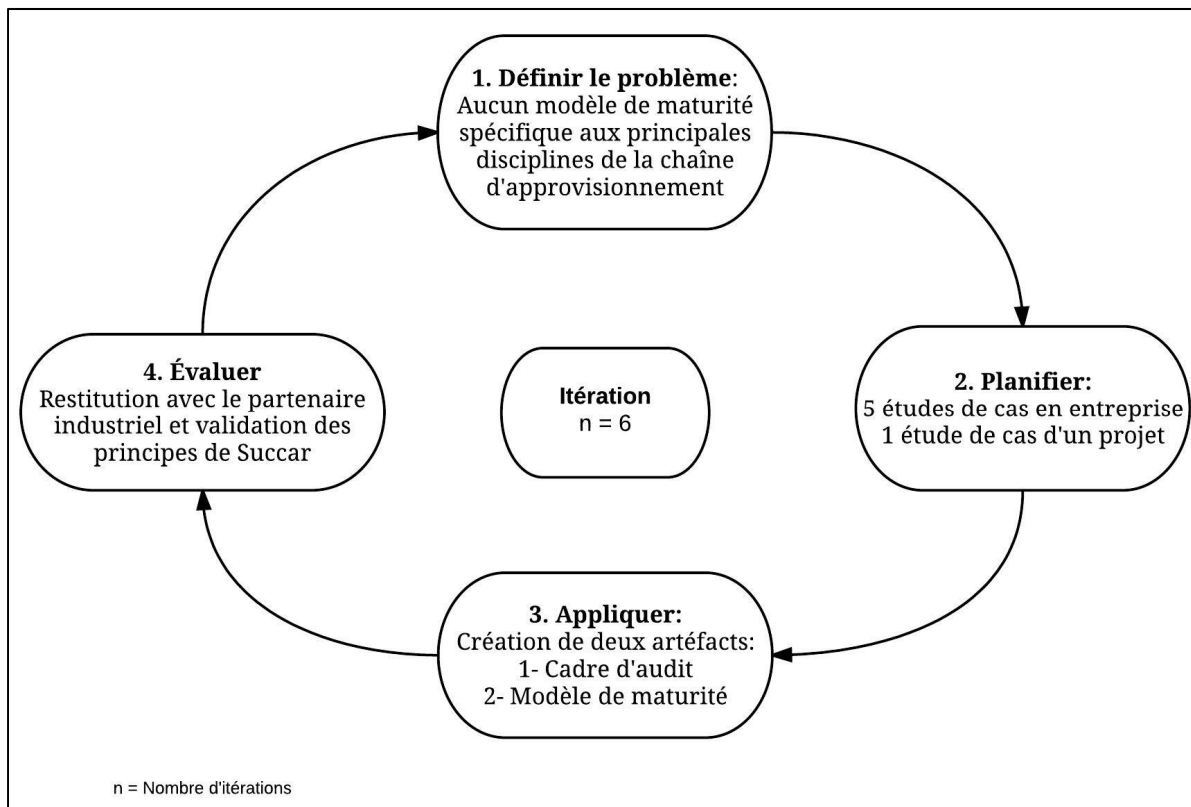 1. Définir le problème:
Aucun modèle de maturité
spécifique aux principales
disciplines de la chaîne
d'approvisionnement
2. Planifier:
5 études de cas en entreprise
1 étude de cas d'un projet
3. Appliquer:
Création de deux artéfacts:
1- Cadre d'audit
2- Modèle de maturité
4. Évaluer
Restitution avec le partenaire
industriel et validation des
principes de Succar
Itération
n = 6
n = Nombre d'itérations